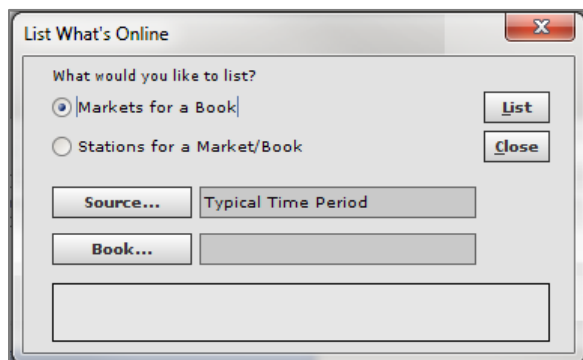 List What's Online
X
What would you like to list?
Markets for a Book
List
Stations for a Market/Book
Close
Source...
Typical Time Period
Book...